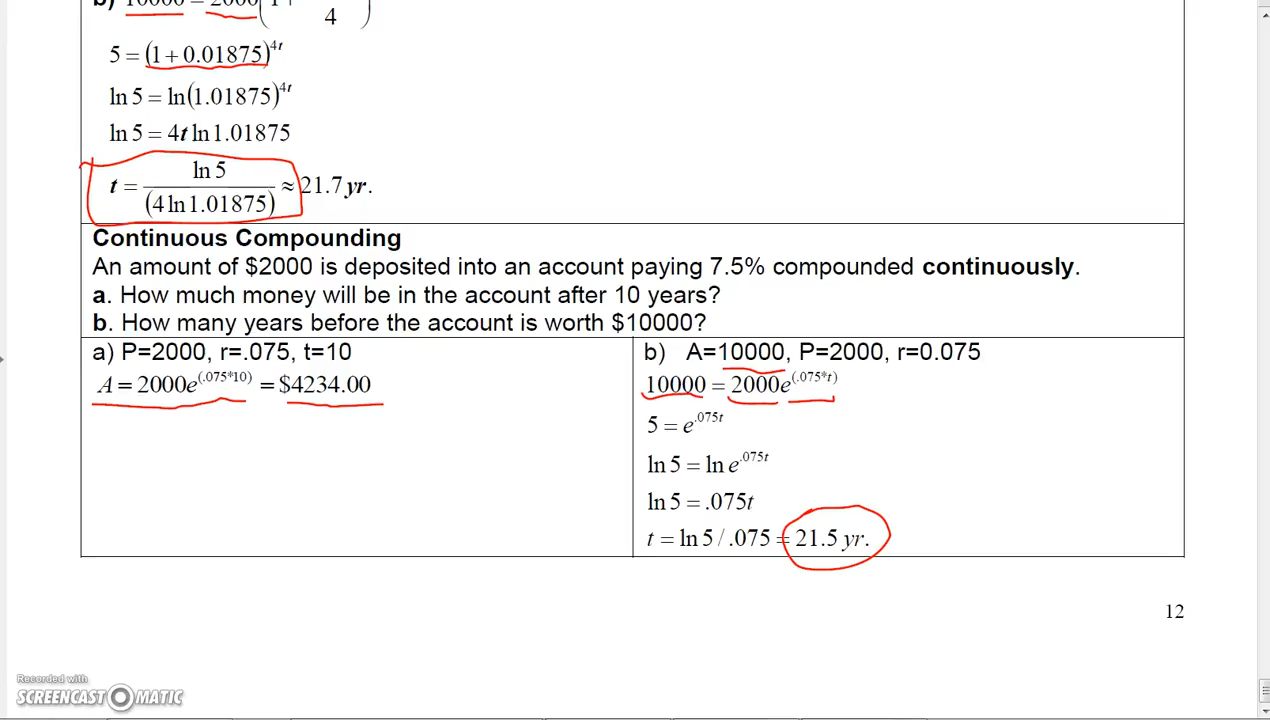 b) 10000 = 2000(1 +
4
5 = (1 + 0.01875)^4t
ln 5 = ln(1.01875)^4t
ln 5 = 4t ln 1.01875
t = ln 5 / (4 ln 1.01875) ≈ 21.7 yr.
Continuous Compounding
An amount of $2000 is deposited into an account paying 7.5% compounded continuously.
a. How much money will be in the account after 10 years?
b. How many years before the account is worth $10000?
a) P=2000, r=.075, t=10
A = 2000e^(.075*10) = $4234.00
b) A=10000, P=2000, r=0.075
10000 = 2000e^(.075*t)
5 = e^.075t
ln 5 = ln e^.075t
ln 5 = .075t
t = ln 5 / .075 = 21.5 yr.
12
Recorded with
SCREENCAST O MATIC